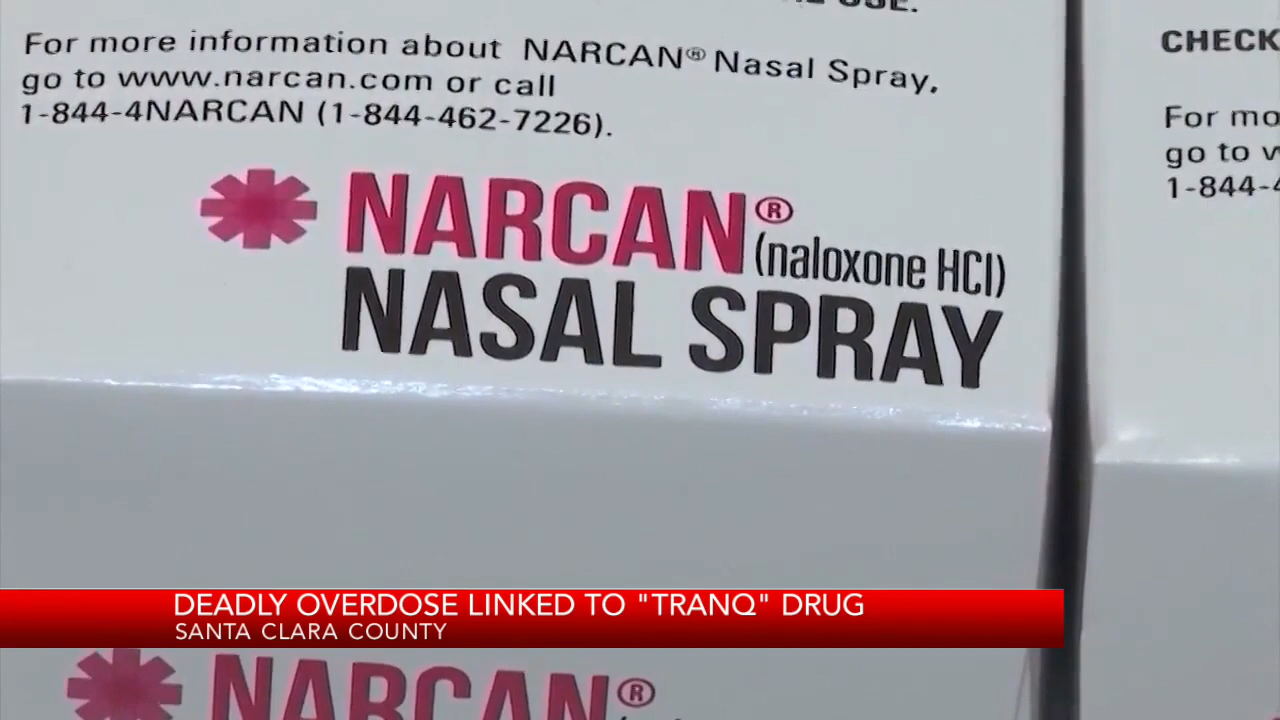 For more information about NARCAN® Nasal Spray,
go to www.narcan.com or call
1-844-4NARCAN (1-844-462-7226).
NARCAN®
(naloxone HCl)
NASAL SPRAY
CHECK
For mo
go to w
1-844-4
DEADLY OVERDOSE LINKED TO "TRANQ" DRUG
SANTA CLARA COUNTY
NARCAN®